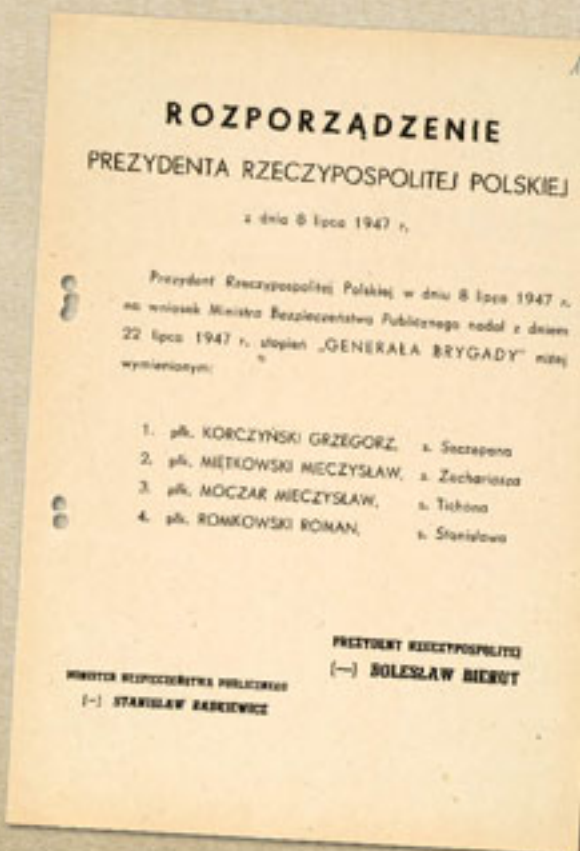 ROZPORZĄDZENIE
PREZYDENTA RZECZYPOSPOLITEJ POLSKIEJ
z dnia 8 lipca 1947 r.
Prezydent Rzeczypospolitej Polskiej w dniu 8 lipca 1947 r.
na wniosek Ministra Bezpieczeństwa Publicznego nadał z dniem
22 lipca 1947 r. stopień „GENERAŁA BRYGADY" niżej
wymienionym:
1. płk. KORCZYŃSKI GRZEGORZ, s. Szczepana
2. płk. MIETKOWSKI MIECZYSŁAW, s. Zachariasza
3. płk. MOCZAR MIECZYSŁAW, s. Tichona
4. płk. ROMKOWSKI ROMAN, s. Stanisława
PREZYDENT RZECZYPOSPOLITEJ
(—) BOLESŁAW BIERUT
MINISTER BEZPIECZEŃSTWA PUBLICZNEGO
(—) STANISŁAW RADKIEWICZ